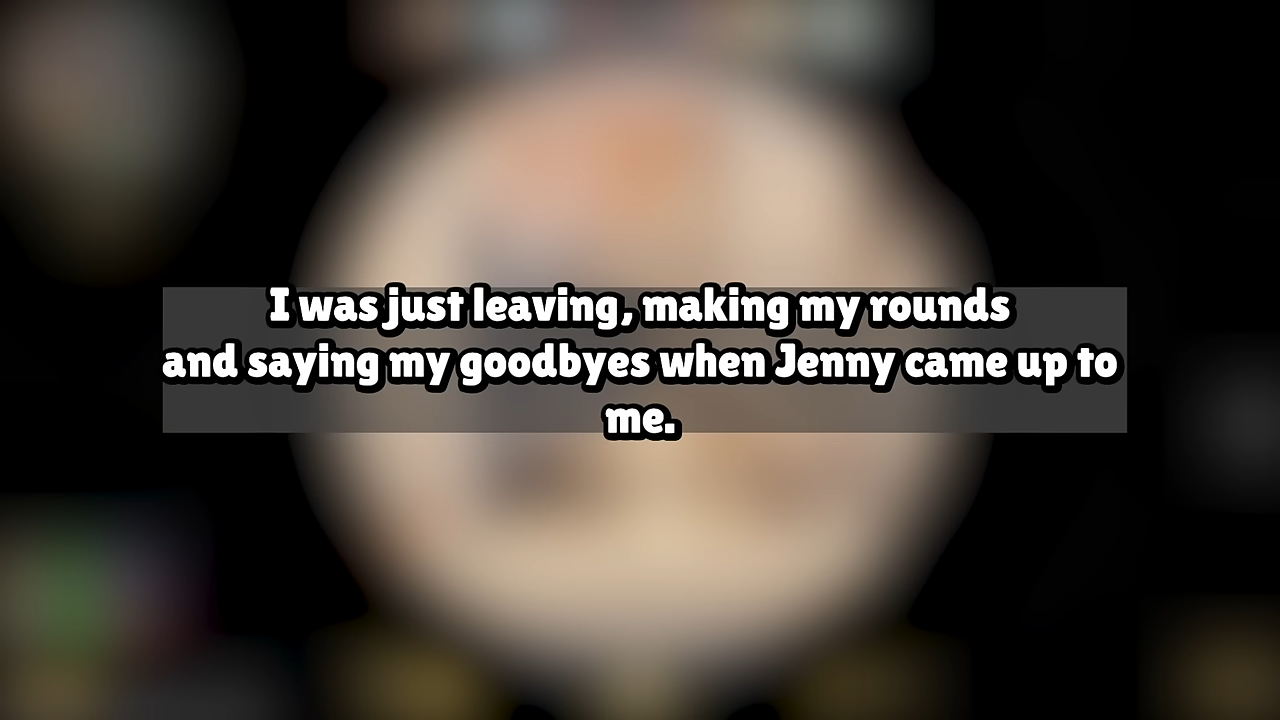 I was just leaving, making my rounds
and saying my goodbyes when Jenny came up to
me.